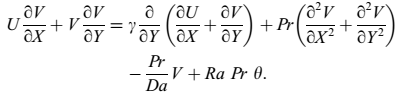 U ∂V/∂X + V ∂V/∂Y = γ ∂/∂Y (∂U/∂X + ∂V/∂Y) + Pr(∂²V/∂X² + ∂²V/∂Y²)
− Pr/Da V + Ra Pr θ.